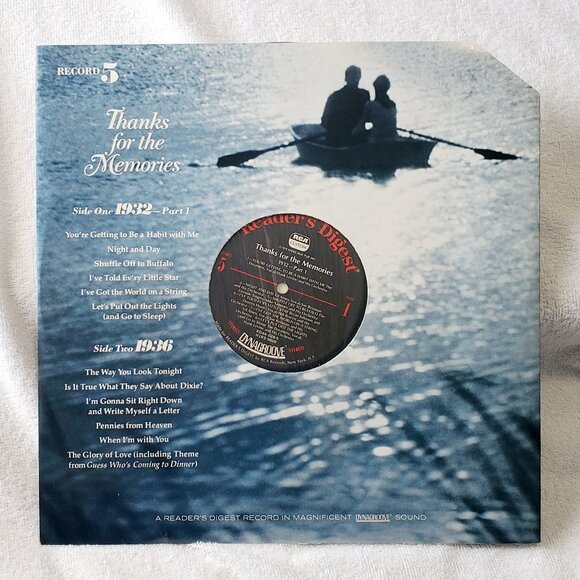 RECORD 5
Thanks
for the
Memories
Side One 1932—Part 1
You're Getting to Be a Habit with Me
Night and Day
Shuffle Off to Buffalo
I've Told Ev'ry Little Star
I've Got the World on a String
Let's Put Out the Lights
(and Go to Sleep)
Side Two 1936
The Way You Look Tonight
Is It True What They Say About Dixie?
I'm Gonna Sit Right Down
and Write Myself a Letter
Pennies from Heaven
When I'm with You
The Glory of Love (including Theme
from Guess Who's Coming to Dinner)
Reader's Digest
RCA
Thanks for the Memories
1932—Part 1
5
1
STEREO DYNAGROOVE STEREO
A READER'S DIGEST RECORD IN MAGNIFICENT DYNAGROOVE SOUND